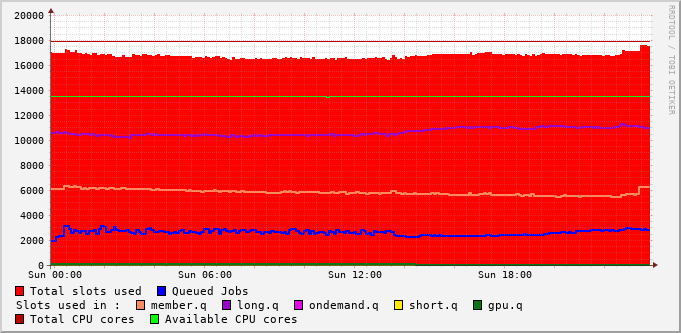 20000
18000
16000
14000
12000
10000
8000
6000
4000
2000
0
Sun 00:00 Sun 06:00 Sun 12:00 Sun 18:00
Total slots used Queued Jobs
Slots used in : member.q long.q ondemand.q short.q gpu.q
Total CPU cores Available CPU cores
RRDTOOL / TOBI OETIKER